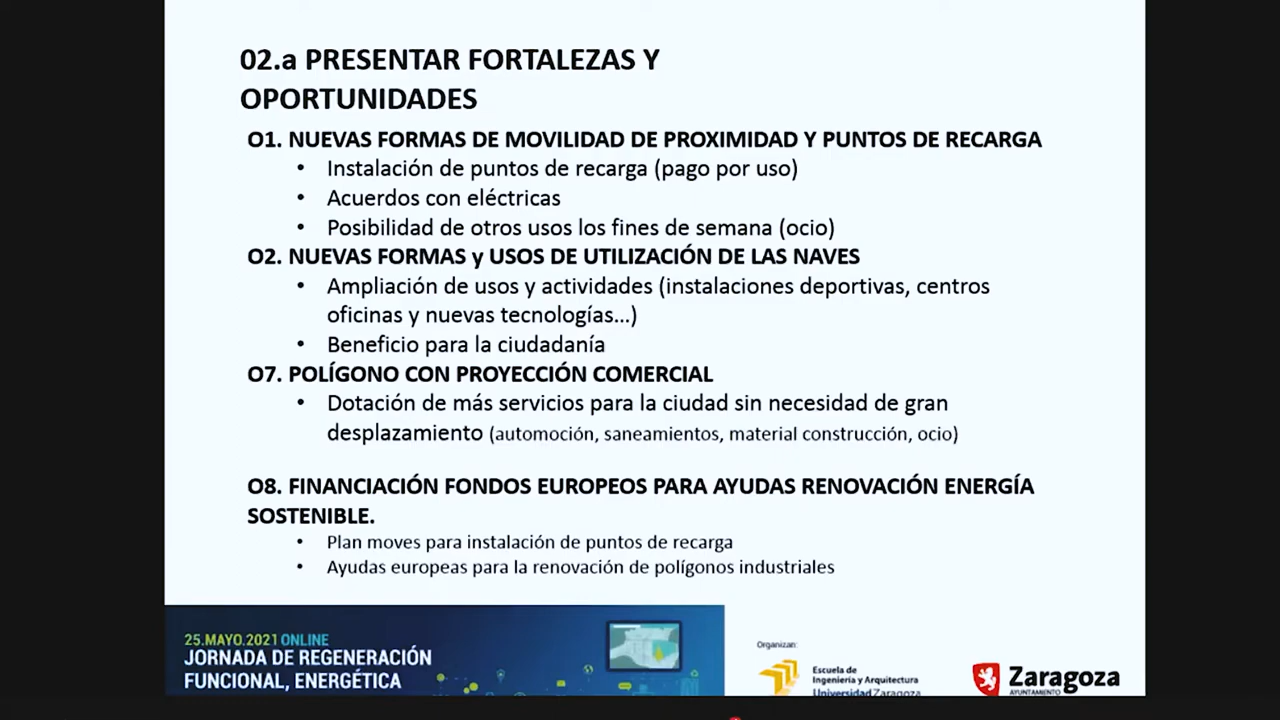 02.a PRESENTAR FORTALEZAS Y
OPORTUNIDADES
O1. NUEVAS FORMAS DE MOVILIDAD DE PROXIMIDAD Y PUNTOS DE RECARGA
• Instalación de puntos de recarga (pago por uso)
• Acuerdos con eléctricas
• Posibilidad de otros usos los fines de semana (ocio)
O2. NUEVAS FORMAS y USOS DE UTILIZACIÓN DE LAS NAVES
• Ampliación de usos y actividades (instalaciones deportivas, centros
oficinas y nuevas tecnologías...)
• Beneficio para la ciudadanía
O7. POLÍGONO CON PROYECCIÓN COMERCIAL
• Dotación de más servicios para la ciudad sin necesidad de gran
desplazamiento (automoción, saneamientos, material construcción, ocio)
O8. FINANCIACIÓN FONDOS EUROPEOS PARA AYUDAS RENOVACIÓN ENERGÍA
SOSTENIBLE.
• Plan moves para instalación de puntos de recarga
• Ayudas europeas para la renovación de polígonos industriales
25.MAYO.2021 ONLINE
JORNADA DE REGENERACIÓN
FUNCIONAL, ENERGÉTICA
Organizan:
Escuela de
Ingeniería y Arquitectura
Universidad Zaragoza
Zaragoza
AYUNTAMIENTO